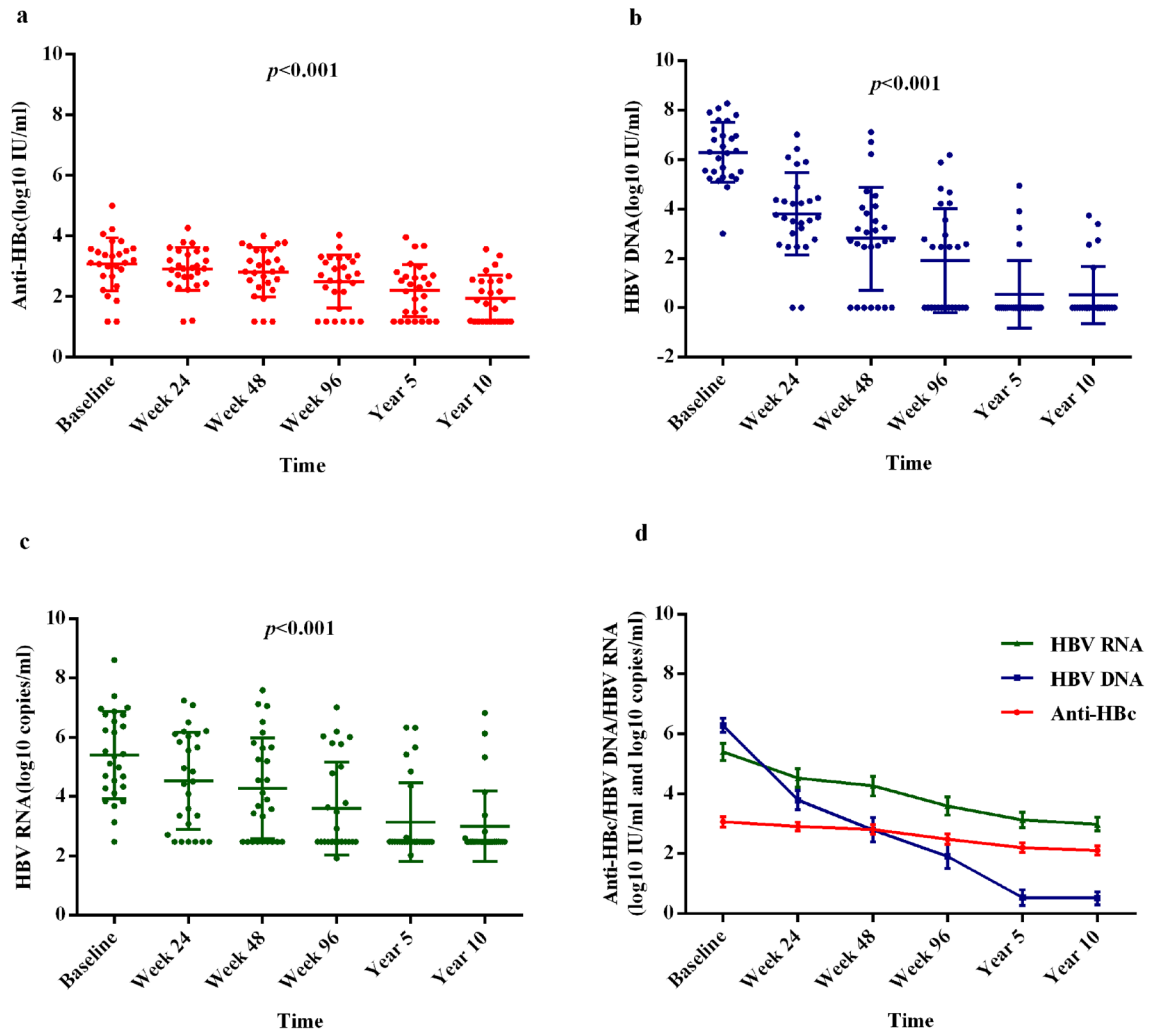 a
Anti-HBc(log10 IU/ml)
10
8
6
4
2
0
p<0.001
Baseline
Week 24
Week 48
Week 96
Year 5
Year 10
Time
b
HBV DNA(log10 IU/ml)
10
8
6
4
2
0
-2
p<0.001
Baseline
Week 24
Week 48
Week 96
Year 5
Year 10
Time
c
HBV RNA(log10 copies/ml)
10
8
6
4
2
0
p<0.001
Baseline
Week 24
Week 48
Week 96
Year 5
Year 10
Time
d
Anti-HBc/HBV DNA/HBV RNA
(log10 IU/ml and log10 copies/ml)
10
8
6
4
2
0
HBV RNA
HBV DNA
Anti-HBc
Baseline
Week 24
Week 48
Week 96
Year 5
Year 10
Time